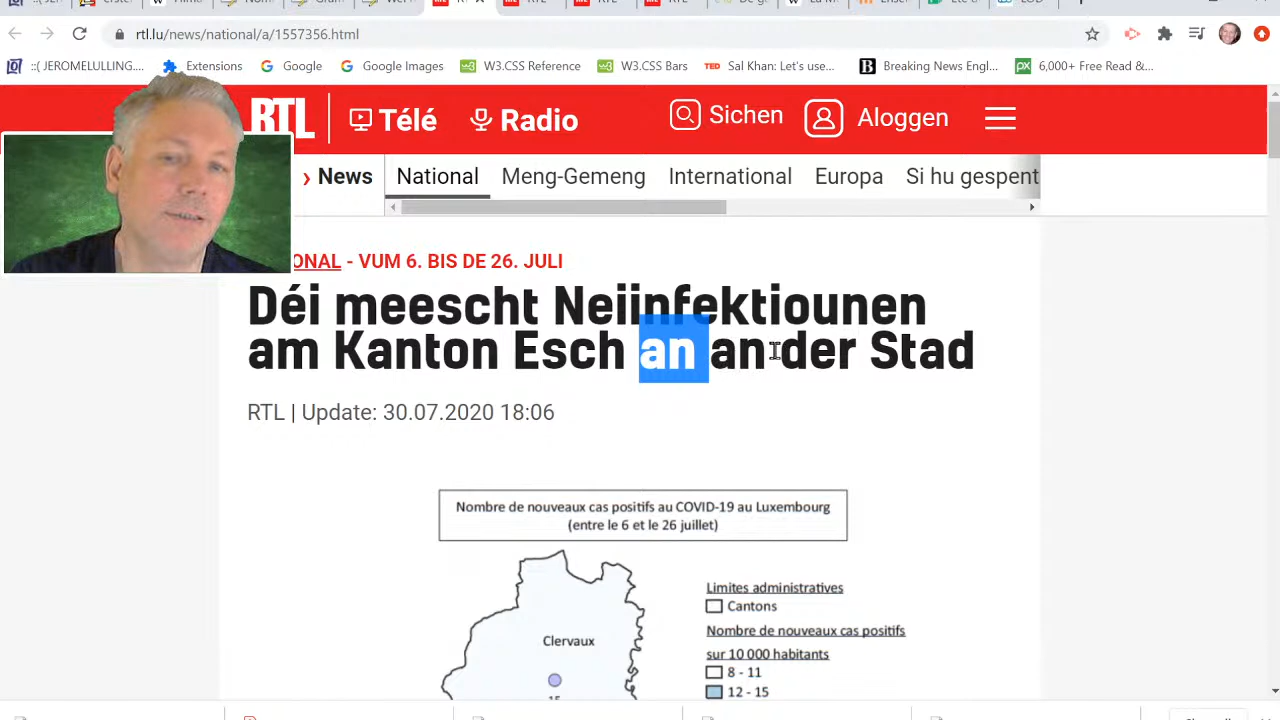 rtl.lu/news/national/a/1557356.html
::( JEROMELULLING.... Extensions Google Google Images W3.CSS Reference W3.CSS Bars TED Sal Khan: Let's use... B Breaking News Engl... px 6,000+ Free Read &...
RTL Télé Radio Sichen Aloggen
› News National Meng-Gemeng International Europa Si hu gespent
ONAL - VUM 6. BIS DE 26. JULI
Déi meescht Neiinfektiounen
am Kanton Esch an an der Stad
RTL | Update: 30.07.2020 18:06
Nombre de nouveaux cas positifs au COVID-19 au Luxembourg
(entre le 6 et le 26 juillet)
Limites administratives
Cantons
Nombre de nouveaux cas positifs
sur 10 000 habitants
8 - 11
12 - 15
Clervaux